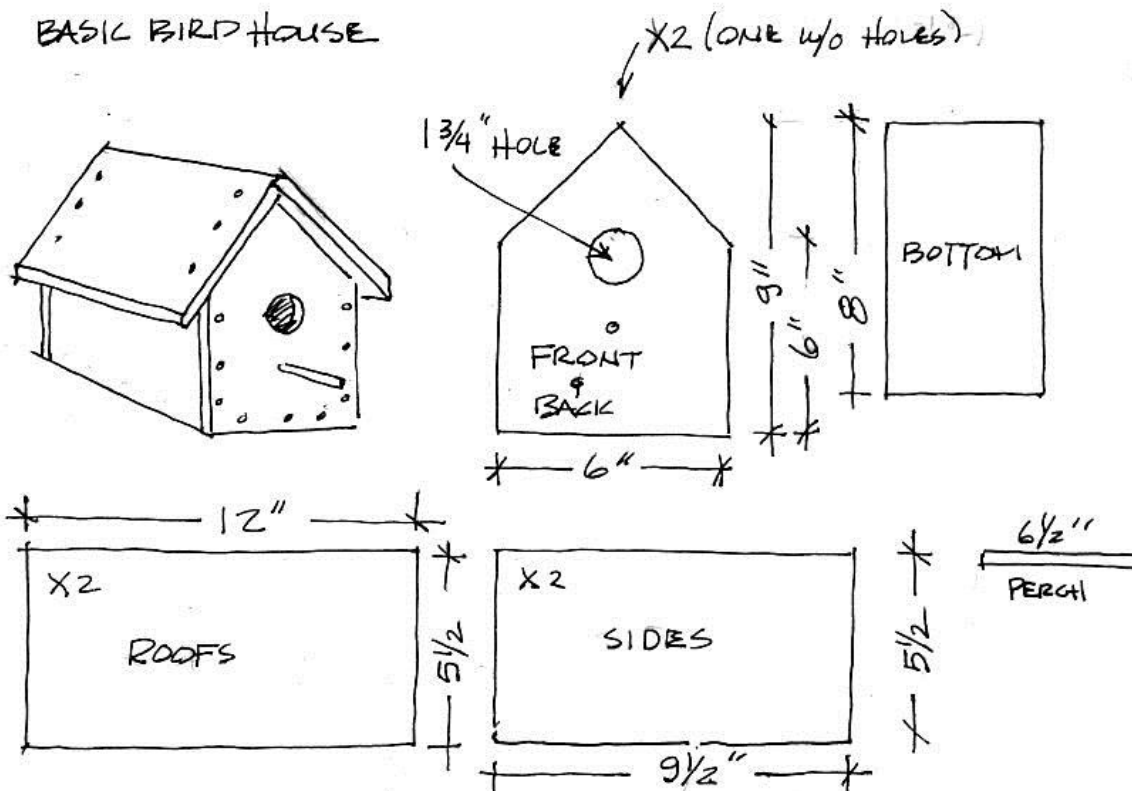 BASIC BIRD HOUSE
X2 (ONE W/O HOLES)
1 3/4" HOLE
FRONT
&
BACK
6"
9"
6"
8"
BOTTOM
12"
X2
ROOFS
5 1/2
X2
SIDES
9 1/2"
5 1/2
6 1/2"
PERCH